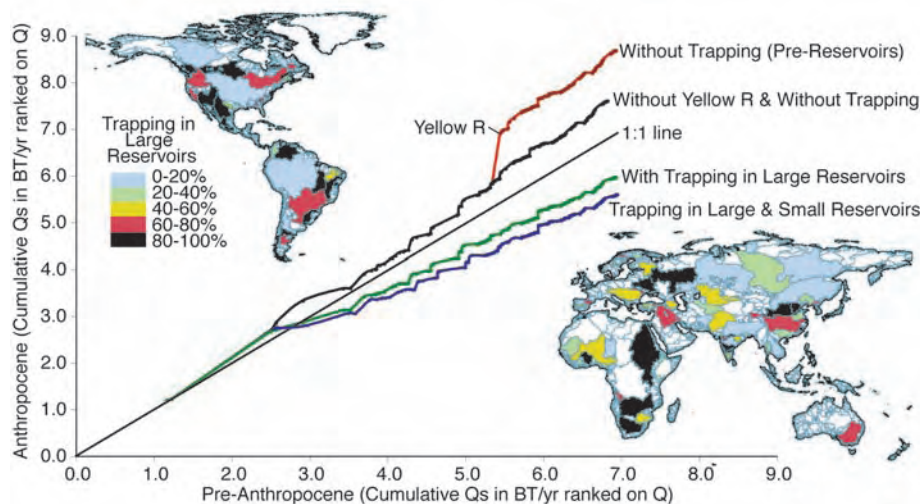 Anthropocene (Cumulative Qs in BT/yr ranked on Q)
9.0
8.0
7.0
6.0
5.0
4.0
3.0
2.0
1.0
0.0
Trapping in
Large
Reservoirs
0-20%
20-40%
40-60%
60-80%
80-100%
Without Trapping (Pre-Reservoirs)
Yellow R
Without Yellow R & Without Trapping
1:1 line
With Trapping in Large Reservoirs
Trapping in Large & Small Reservoirs
0.0 1.0 2.0 3.0 4.0 5.0 6.0 7.0 8.0 9.0
Pre-Anthropocene (Cumulative Qs in BT/yr ranked on Q)